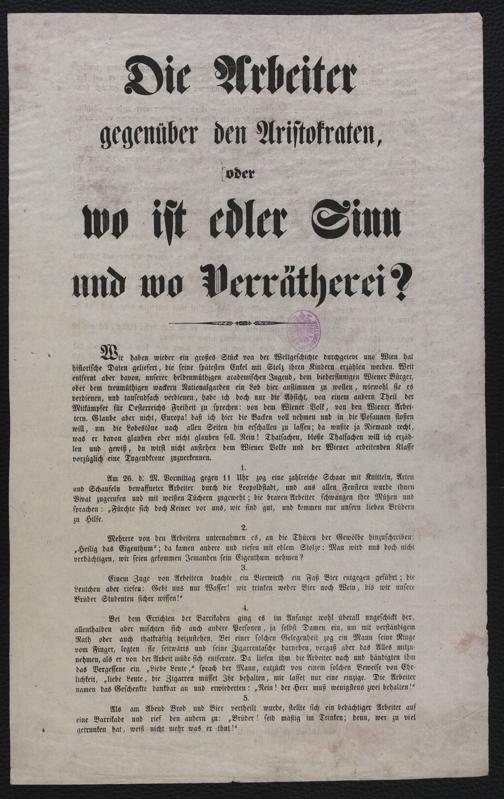 Die Arbeiter
gegenüber den Aristokraten,
oder
wo ist edler Sinn
und wo Verrätherei?
Wir haben wieder ein großes Stück von der Weltgeschichte durchgelebt und Wien hat
historische Daten geliefert, die seine spätesten Enkel mit Stolz ihren Kindern erzählen werden. Weit
entfernt aber davon, unserer heldenmüthigen academischen Jugend, dem biedersinnigen Wiener Bürger,
oder dem treumüthigen wackern Nationalgarden ein Lob hier anstimmen zu wollen, wiewohl sie es
verdienen, und tausendfach verdienen, habe ich doch nur die Absicht, von einem andern Theil der
Mitkämpfer für Oesterreichs Freiheit zu sprechen: von dem Wiener Volk, von den Wiener Arbei-
tern. Glaube aber nicht, Europa! daß ich hier die Backen voll nehmen und in die Posaunen stoßen
will, um die Lobestöne nach allen Seiten hin erschallen zu lassen; da wüßte ja Niemand recht,
was er davon glauben oder nicht glauben soll. Nein! Thatsachen, bloße Thatsachen will ich erzäh-
len und gewiß, du wirst nicht anstehen dem Wiener Volke und der Wiener arbeitenden Klasse
vorzüglich eine Tugendkrone zuzuerkennen.
1.
Am 26. d. M. Vormittag gegen 11 Uhr zog eine zahlreiche Schaar mit Knitteln, Aexten
und Schaufeln bewaffneter Arbeiter durch die Leopoldstadt, und aus allen Fenstern wurde ihnen
Vivat zugerufen und mit weißen Tüchern zugeweht; die braven Arbeiter schwangen ihre Mützen und
sprachen: „Fürchte sich doch Keiner vor uns, wir sind gut, und kommen nur unsern lieben Brüdern
zu Hilfe.
2.
Mehrere von den Arbeitern unternahmen es, an die Thüren der Gewölbe hinzuschreiben:
„Heilig das Eigenthum“; da kamen andere und riefen mit edlem Stolze: Man wird uns doch nicht
verdächtigen, wir seien gekommen Jemanden sein Eigenthum nehmen?
3.
Einem Zuge von Arbeitern brachte ein Bierwirth ein Faß Bier entgegen geführt; die
Leutchen aber riefen: Gebt uns nur Wasser! wir trinken weder Bier noch Wein, bis wir unsere
Brüder Studenten sicher wissen!“
4.
Bei dem Errichten der Barrikaden ging es im Anfange wohl überall ungeschickt her,
allenthalben aber mischten sich auch andere Personen, ja selbst Damen ein, um mit verständigem
Rath oder auch thatkräftig beizustehen. Bei einer solchen Gelegenheit zog ein Mann seine Ringe
vom Finger, legte sie seitwärts und seine Zigarrentasche darneben, vergaß aber das Alles mitzu-
nehmen, als er von der Arbeit müde sich entfernte. Da liefen ihm die Arbeiter nach und händigten ihm
das Vergessene ein. „Liebe Leute,“ sprach der Mann, entzückt von einem solchen Beweise von Ehr-
lichkeit, „liebe Leute, die Zigarren müsset Ihr behalten, mir lasset nur eine einzige. Die Arbeiter
namen das Geschenkte dankbar an und erwiederten: „Nein! der Herr muß wenigstens zwei behalten!“
5.
Als am Abend Brod und Bier vertheilt wurde, stellte sich ein bedächtiger Arbeiter auf
eine Barrikade und rief den andern zu: „Brüder! seid mäßig im Trinken; denn, wer zu viel
getrunken hat, weiß nicht mehr was er thut!“